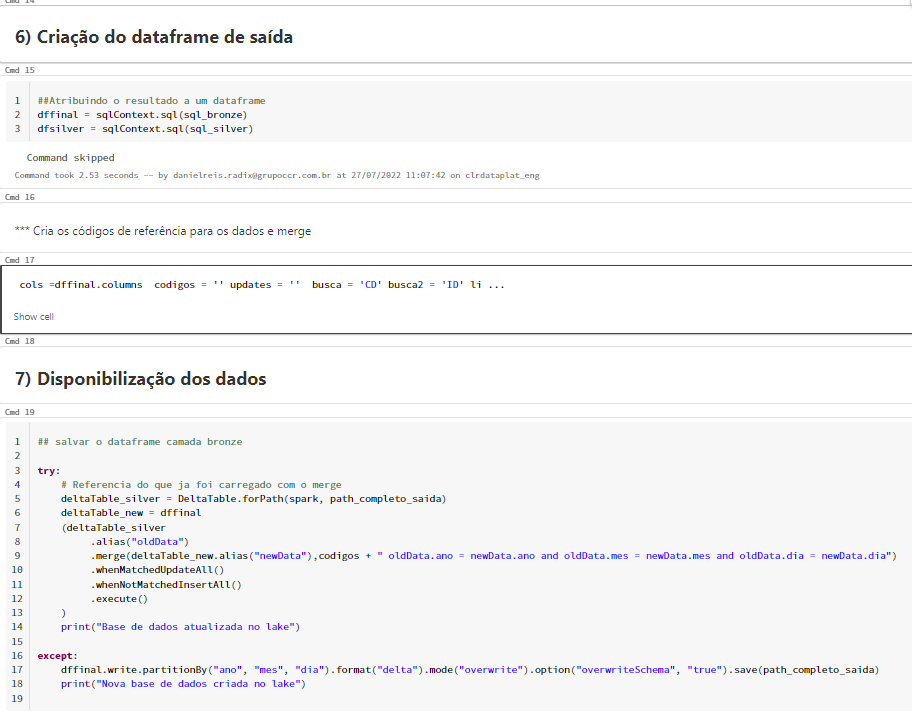 Cmd 14
6) Criação do dataframe de saída
Cmd 15
1 ##Atribuindo o resultado a um dataframe
2 dffinal = sqlContext.sql(sql_bronze)
3 dfsilver = sqlContext.sql(sql_silver)
Command skipped
Command took 2.53 seconds -- by danielreis.radix@grupoccr.com.br at 27/07/2022 11:07:42 on clrdataplat_eng
Cmd 16
*** Cria os códigos de referência para os dados e merge
Cmd 17
cols =dffinal.columns codigos = '' updates = '' busca = 'CD' busca2 = 'ID' li ...
Show cell
Cmd 18
7) Disponibilização dos dados
Cmd 19
1 ## salvar o dataframe camada bronze
2
3 try:
4 # Referencia do que ja foi carregado com o merge
5 deltaTable_silver = DeltaTable.forPath(spark, path_completo_saida)
6 deltaTable_new = dffinal
7 (deltaTable_silver
8 .alias("oldData")
9 .merge(deltaTable_new.alias("newData"),codigos + " oldData.ano = newData.ano and oldData.mes = newData.mes and oldData.dia = newData.dia")
10 .whenMatchedUpdateAll()
11 .whenNotMatchedInsertAll()
12 .execute()
13 )
14 print("Base de dados atualizada no lake")
15
16 except:
17 dffinal.write.partitionBy("ano", "mes", "dia").format("delta").mode("overwrite").option("overwriteSchema", "true").save(path_completo_saida)
18 print("Nova base de dados criada no lake")
19